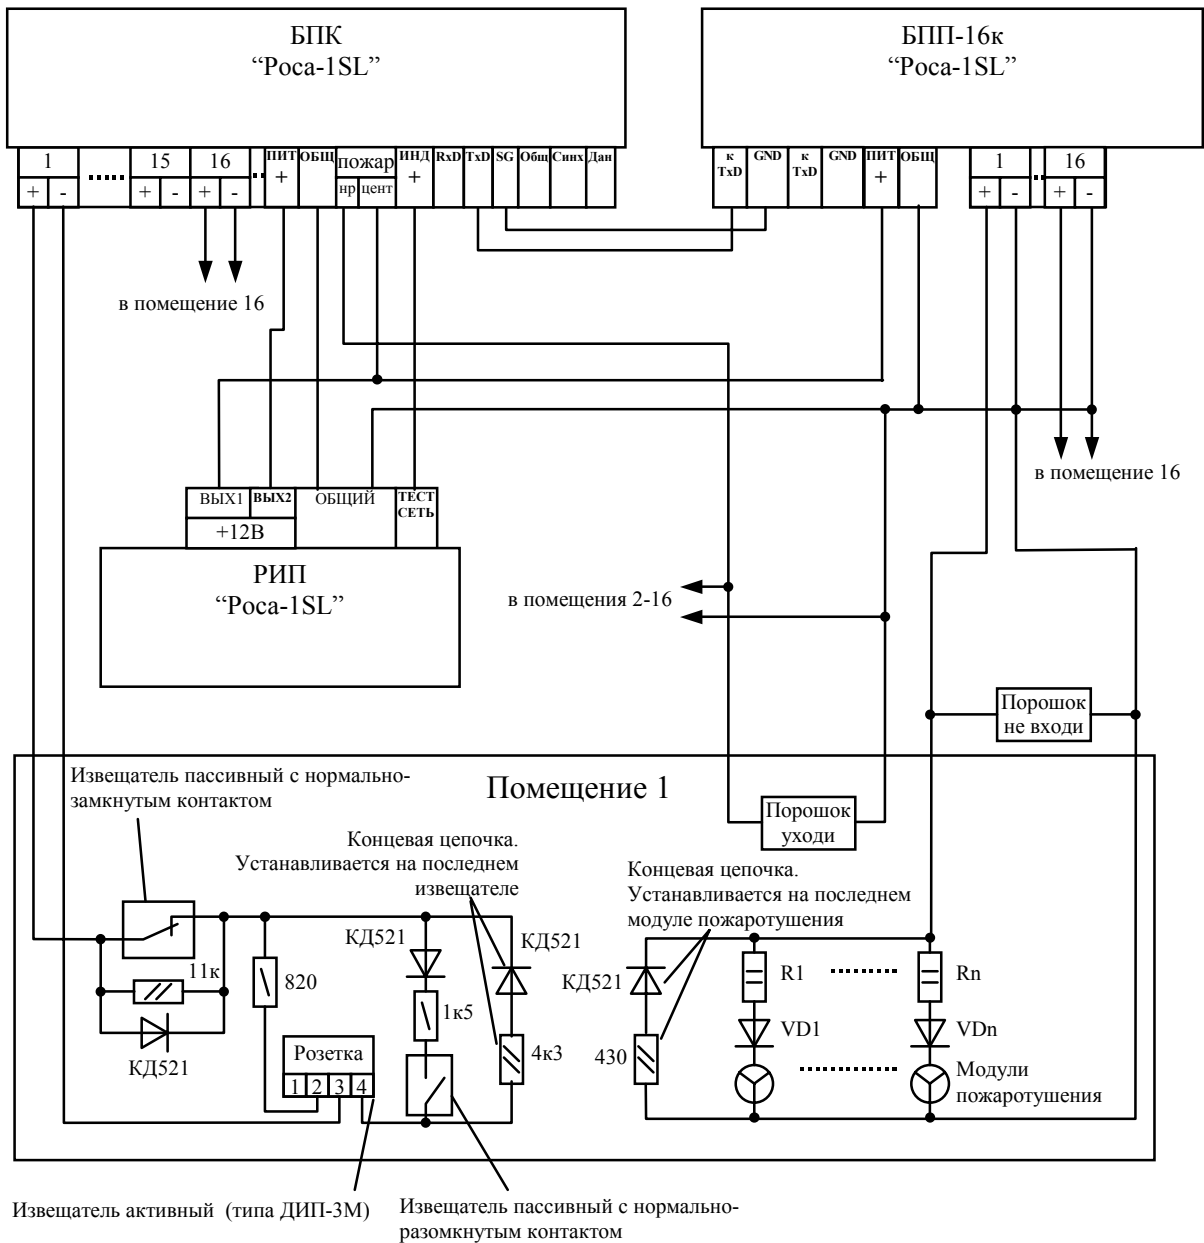 БПК
“Роса-1SL”
БПП-16к
“Роса-1SL”
1
15
16
ПИТ
+
ОБЩ
пожар
ИНД
+
RxD
TxD
SG
Общ
Синх
Дан
+
-
+
-
+
-
нр
цент
к
TxD
GND
к
TxD
GND
ПИТ
+
ОБЩ
1
16
+
-
+
-
в помещение 16
в помещение 16
ВЫХ1
ВЫХ2
ОБЩИЙ
ТЕСТ
СЕТЬ
+12В
РИП
“Роса-1SL”
в помещения 2-16
Порошок
не входи
Помещение 1
Извещатель пассивный с нормально-
замкнутым контактом
Порошок
уходи
Концевая цепочка.
Устанавливается на последнем
извещателе
Концевая цепочка.
Устанавливается на последнем
модуле пожаротушения
КД521
КД521
КД521
11к
820
1к5
4к3
430
R1
Rn
VD1
VDn
КД521
Розетка
1
2
3
4
Модули
пожаротушения
Извещатель активный (типа ДИП-3М)
Извещатель пассивный с нормально-
разомкнутым контактом